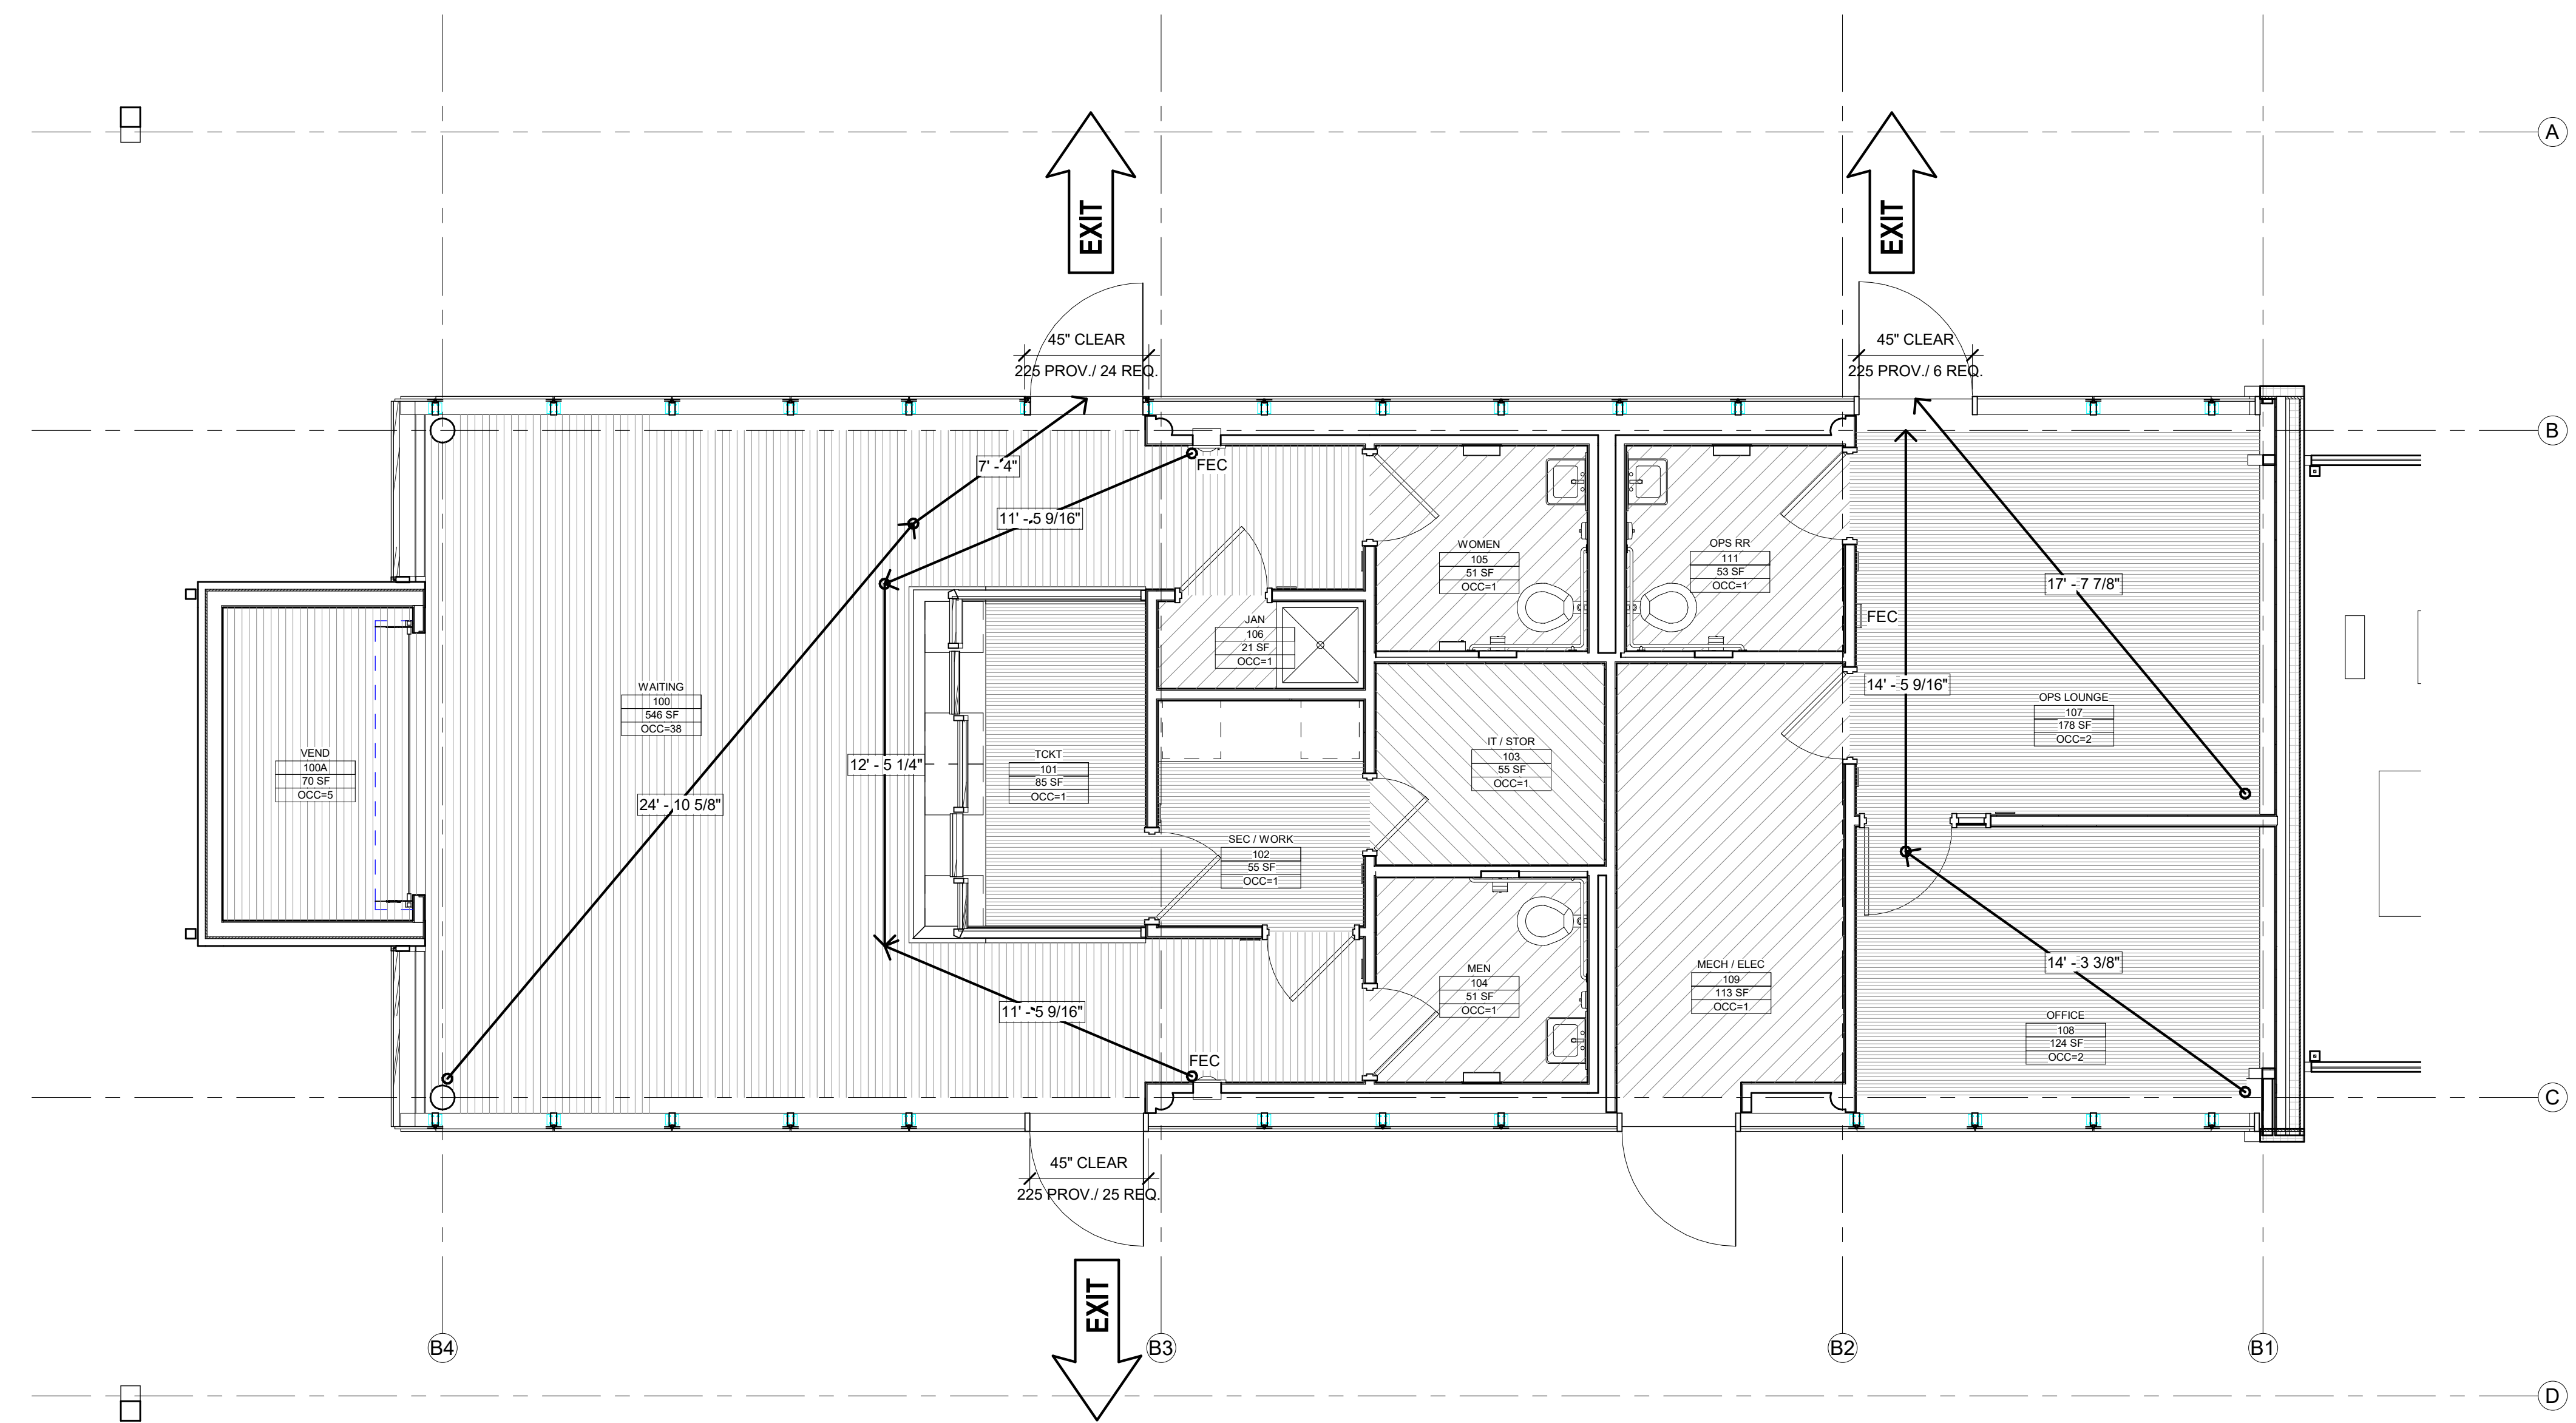 A
EXIT
EXIT
45" CLEAR
225 PROV./ 24 REQ.
45" CLEAR
225 PROV./ 6 REQ.
B
7' - 4"
FEC
11' - 5 9/16"
WOMEN
105
51 SF
OCC=1
OPS RR
111
53 SF
OCC=1
17' - 7 7/8"
FEC
JAN
106
21 SF
OCC=1
14' - 5 9/16"
WAITING
100
546 SF
OCC=38
OPS LOUNGE
107
178 SF
OCC=2
VEND
100A
70 SF
OCC=5
12' - 5 1/4"
TCKT
101
85 SF
OCC=1
IT / STOR
103
55 SF
OCC=1
24' - 10 5/8"
SEC / WORK
102
55 SF
OCC=1
MEN
104
51 SF
OCC=1
MECH / ELEC
109
113 SF
OCC=1
14' - 3 3/8"
11' - 5 9/16"
OFFICE
108
124 SF
OCC=2
FEC
C
45" CLEAR
225 PROV./ 25 REQ.
EXIT
B4
B3
B2
B1
D